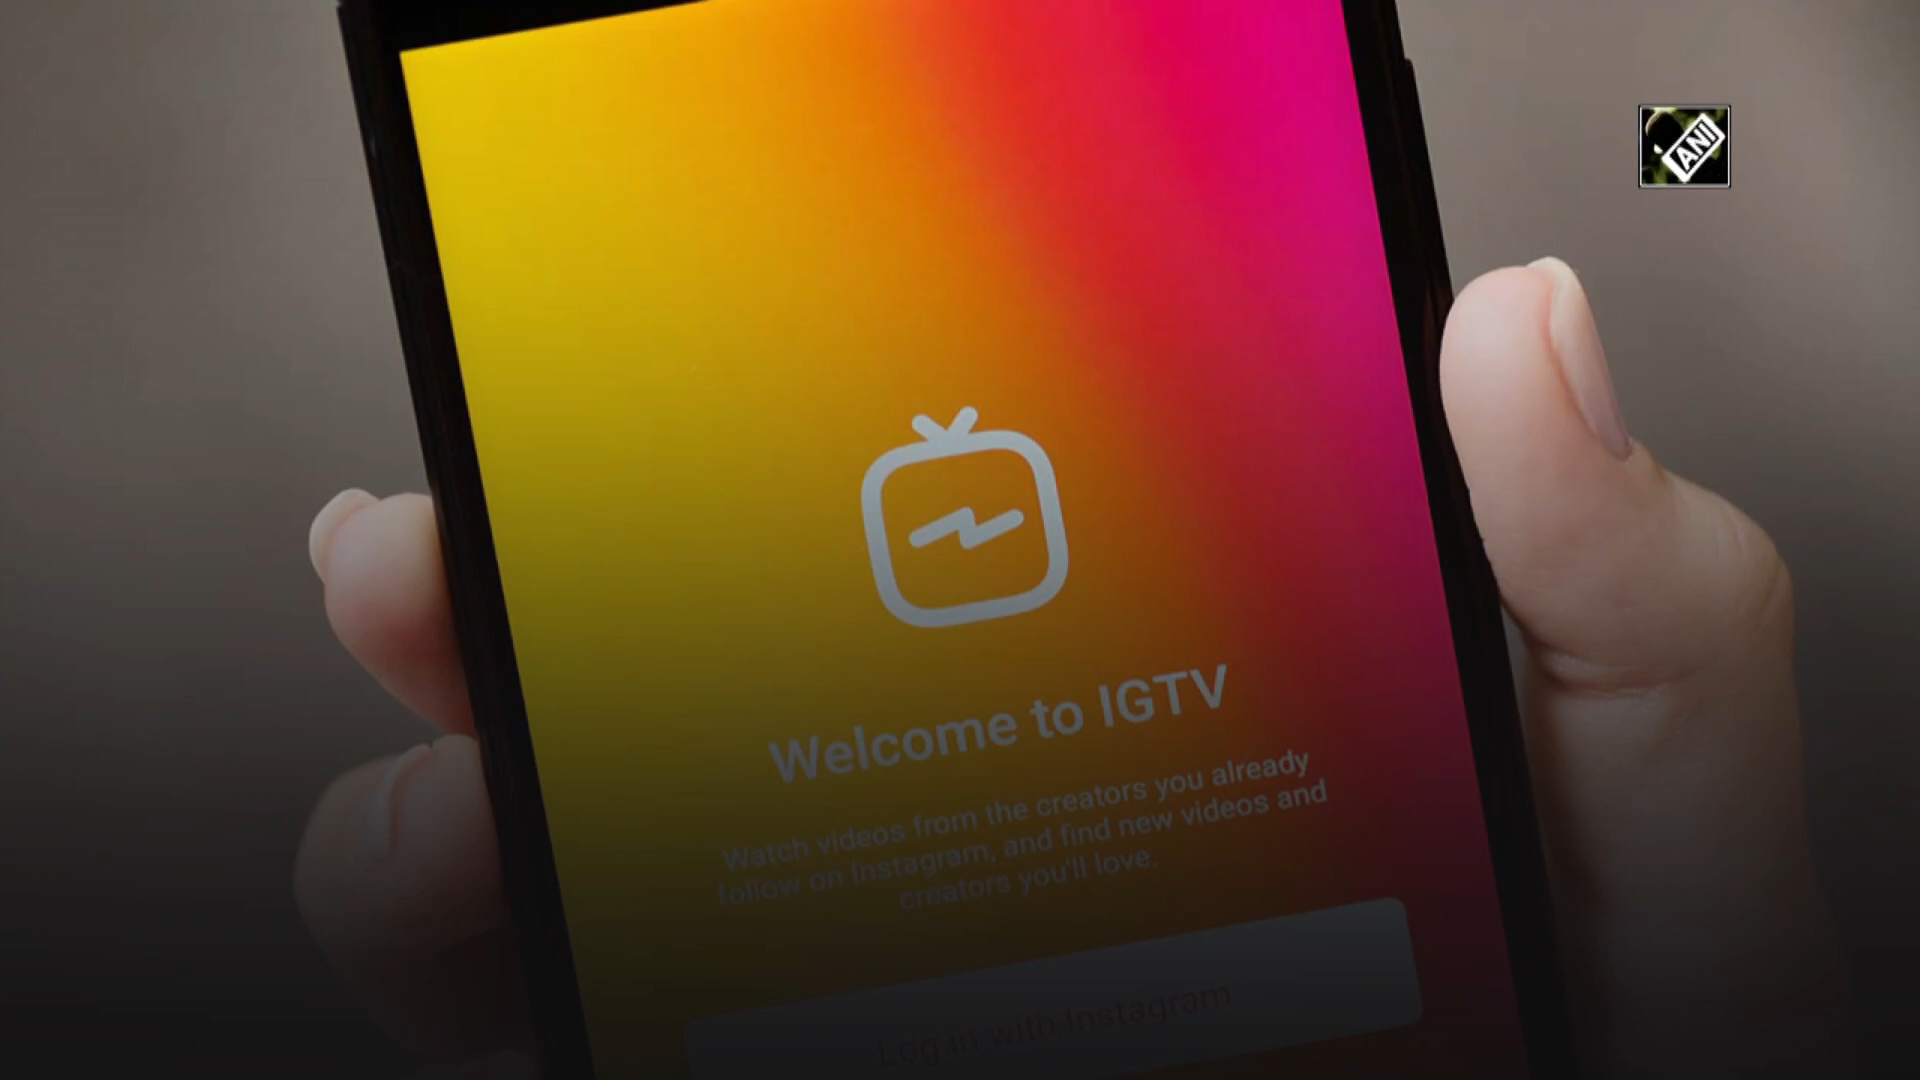 ANI
Welcome to IGTV
Watch videos from the creators you already
follow on Instagram, and find new videos and
creators you'll love.
Log in with Instagram